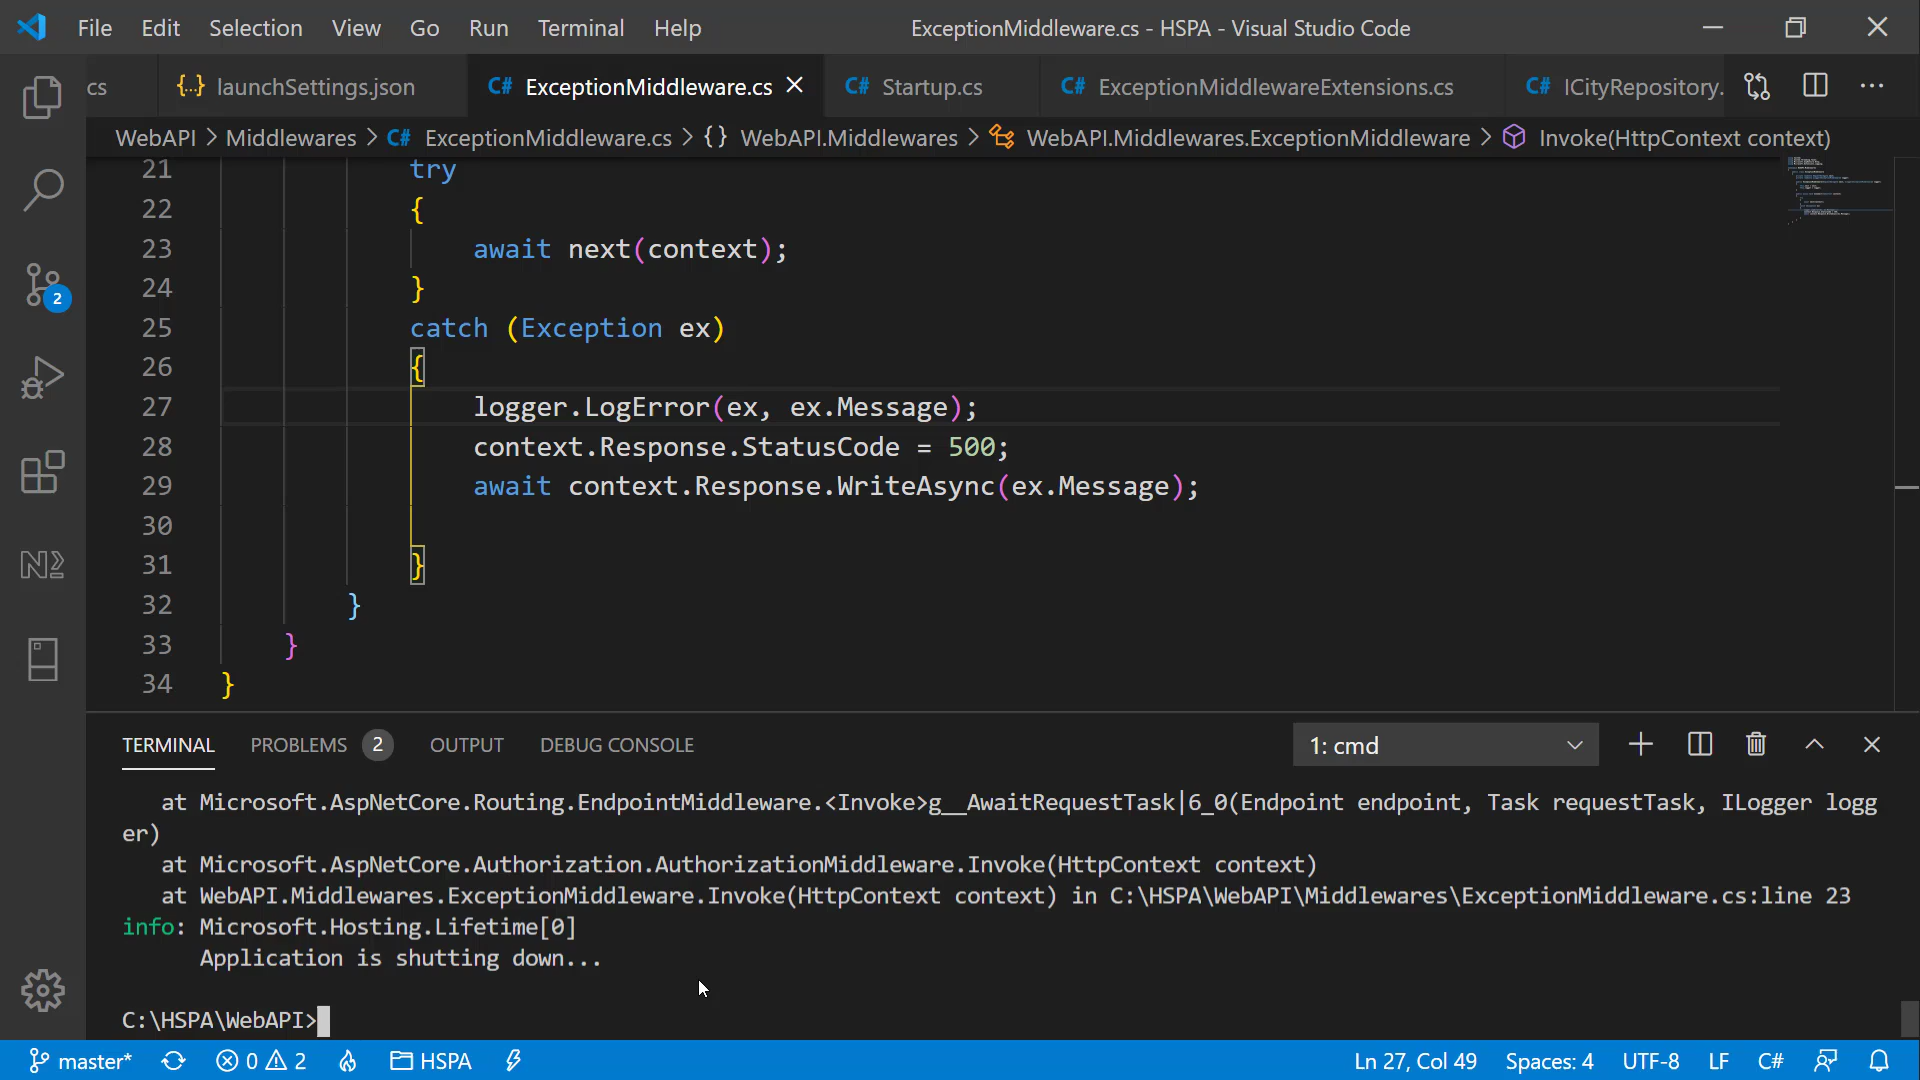 File Edit Selection View Go Run Terminal Help ExceptionMiddleware.cs - HSPA - Visual Studio Code
cs {..} launchSettings.json C# ExceptionMiddleware.cs C# Startup.cs C# ExceptionMiddlewareExtensions.cs C# ICityRepository.
WebAPI > Middlewares > C# ExceptionMiddleware.cs > {} WebAPI.Middlewares > WebAPI.Middlewares.ExceptionMiddleware > Invoke(HttpContext context)
21 try
22 {
23 await next(context);
24 }
25 catch (Exception ex)
26 {
27 logger.LogError(ex, ex.Message);
28 context.Response.StatusCode = 500;
29 await context.Response.WriteAsync(ex.Message);
30
31 }
32 }
33 }
34 }
2
TERMINAL PROBLEMS 2 OUTPUT DEBUG CONSOLE 1: cmd
at Microsoft.AspNetCore.Routing.EndpointMiddleware.<Invoke>g__AwaitRequestTask|6_0(Endpoint endpoint, Task requestTask, ILogger logg
er)
at Microsoft.AspNetCore.Authorization.AuthorizationMiddleware.Invoke(HttpContext context)
at WebAPI.Middlewares.ExceptionMiddleware.Invoke(HttpContext context) in C:\HSPA\WebAPI\Middlewares\ExceptionMiddleware.cs:line 23
info: Microsoft.Hosting.Lifetime[0]
Application is shutting down...
C:\HSPA\WebAPI>
master* 0 2 HSPA Ln 27, Col 49 Spaces: 4 UTF-8 LF C#